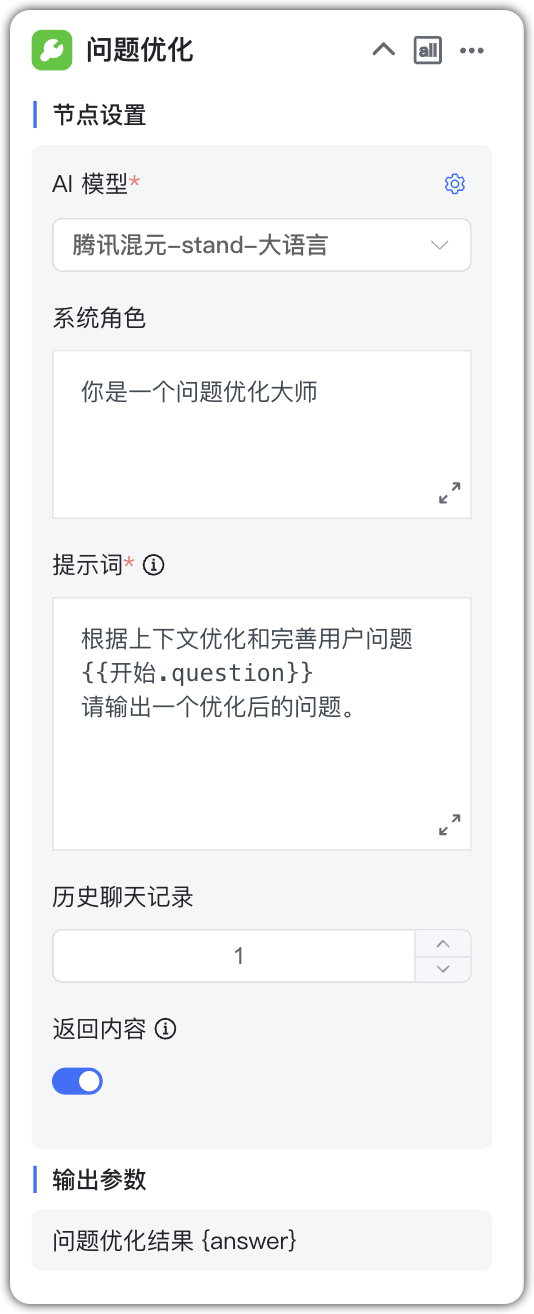 问题优化
all
节点设置
AI 模型*
腾讯混元-stand-大语言
系统角色
你是一个问题优化大师
提示词*
根据上下文优化和完善用户问题
{{开始.question}}
请输出一个优化后的问题。
历史聊天记录
1
返回内容
输出参数
问题优化结果 {answer}